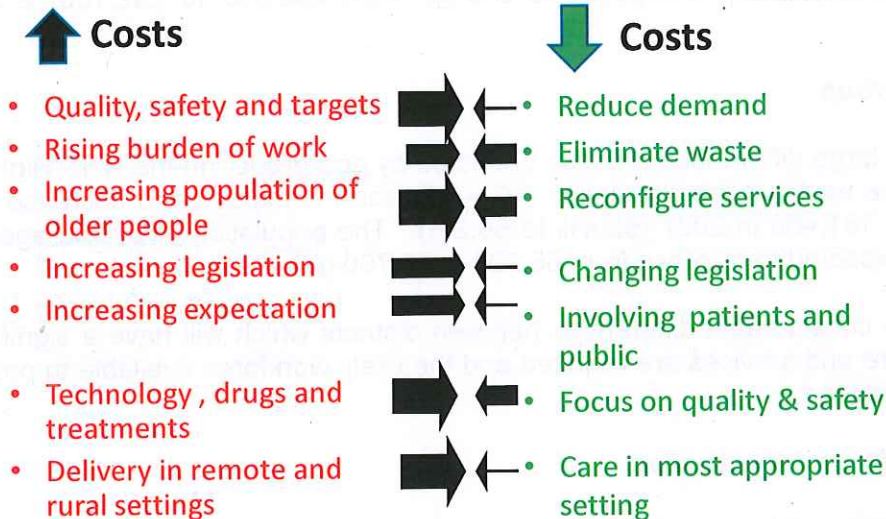 Costs
• Quality, safety and targets
• Rising burden of work
• Increasing population of
older people
• Increasing legislation
• Increasing expectation
• Technology , drugs and
treatments
• Delivery in remote and
rural settings
Costs
• Reduce demand
• Eliminate waste
• Reconfigure services
• Changing legislation
• Involving patients and
public
• Focus on quality & safety
• Care in most appropriate
setting